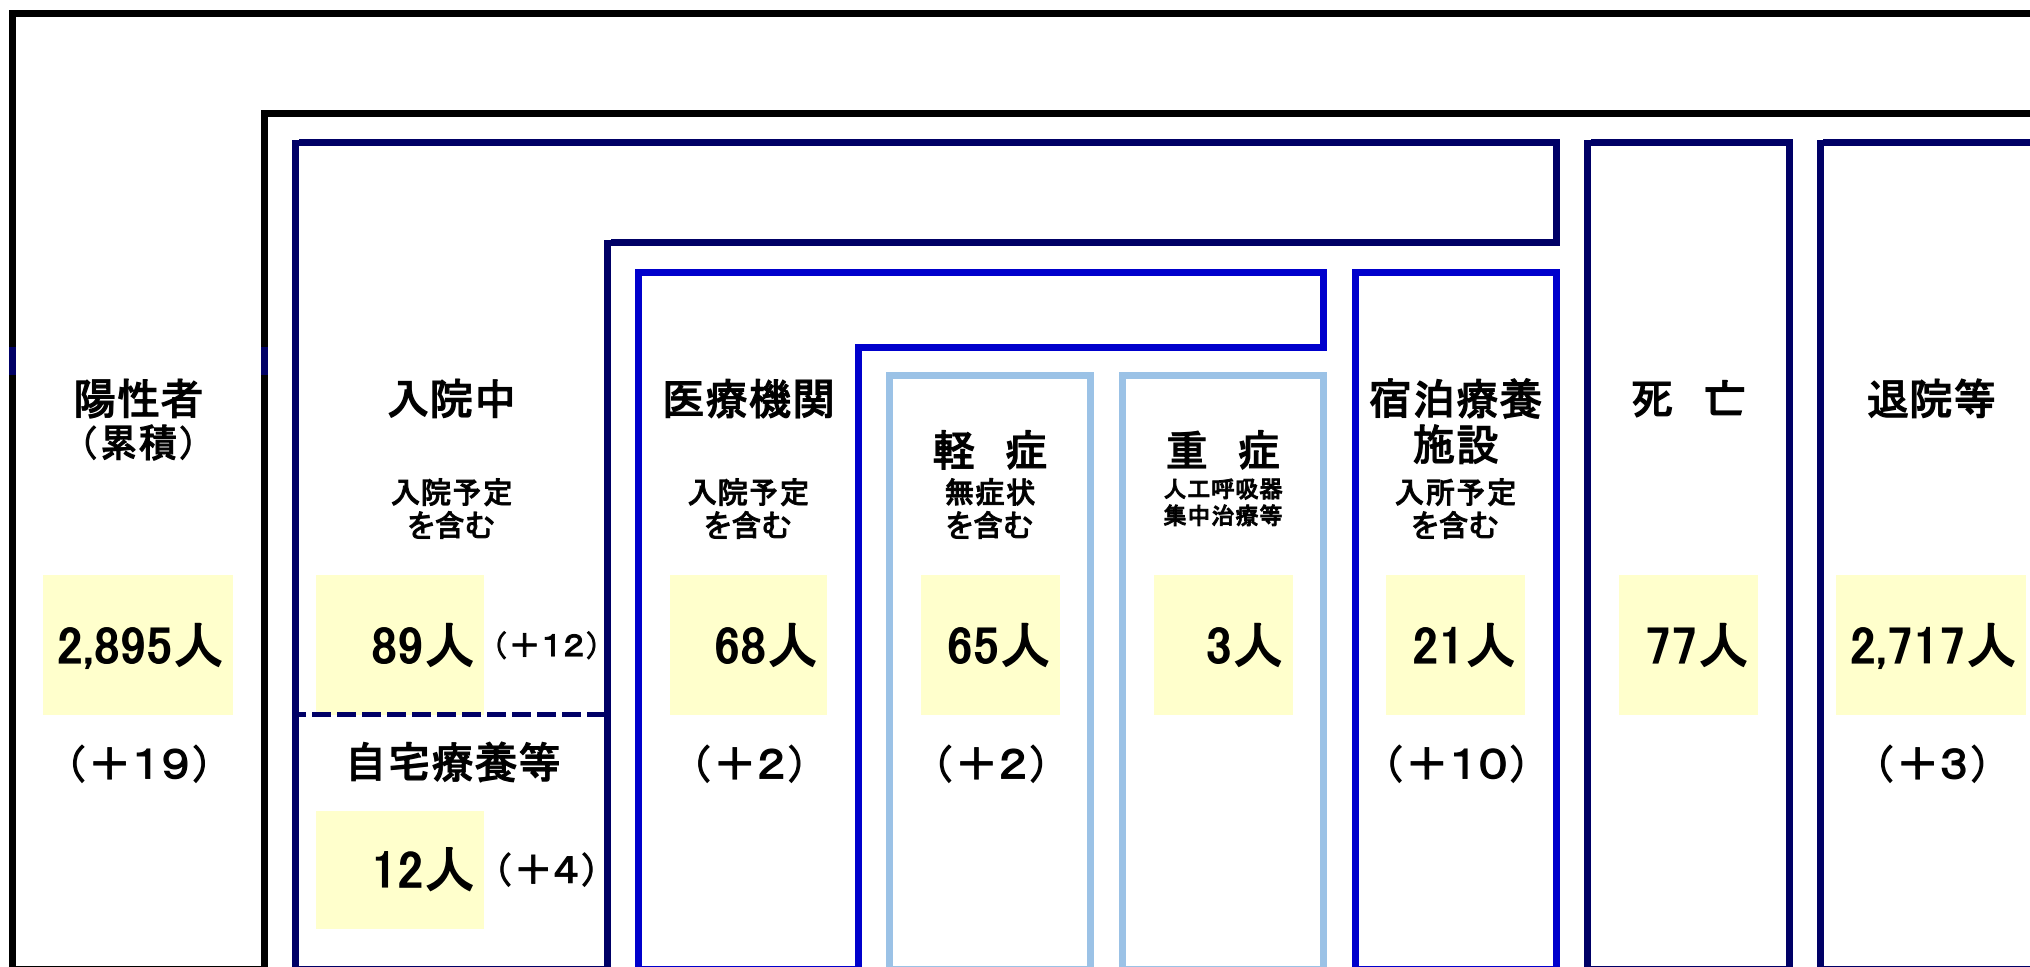 陽性者
（累積）
2,895人
（＋19）
入院中
入院予定
を含む
89人 （＋12）
自宅療養等
12人 （＋4）
医療機関
入院予定
を含む
68人
（＋2）
軽　症
無症状
を含む
65人
（＋2）
重　症
人工呼吸器
集中治療等
3人
宿泊療養
施設
入所予定
を含む
21人
（＋10）
死　亡
77人
退院等
2,717人
（＋3）